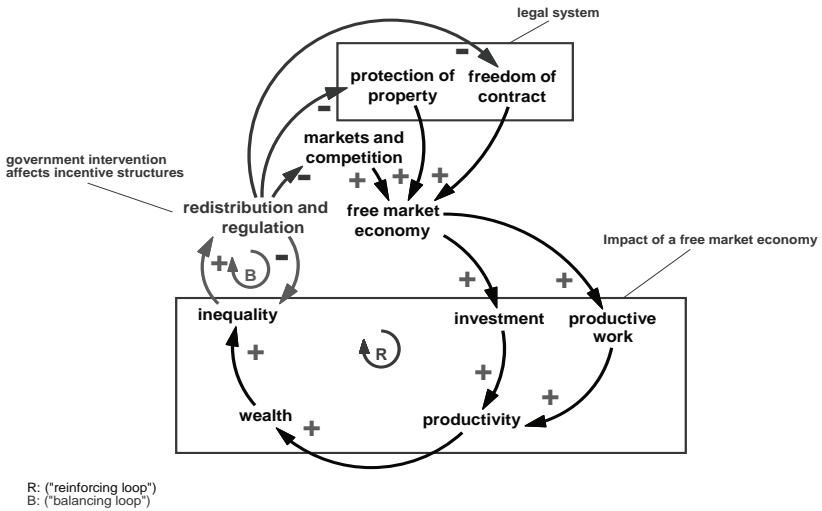 legal system
-
protection of
property
freedom of
contract
-
markets and
competition
government intervention
affects incentive structures
-
+
+
+
redistribution and
regulation
free market
economy
Impact of a free market economy
+
B
-
+
+
inequality
investment
productive
work
+
R
+
+
wealth
+
productivity
R: ("reinforcing loop")
B: ("balancing loop")